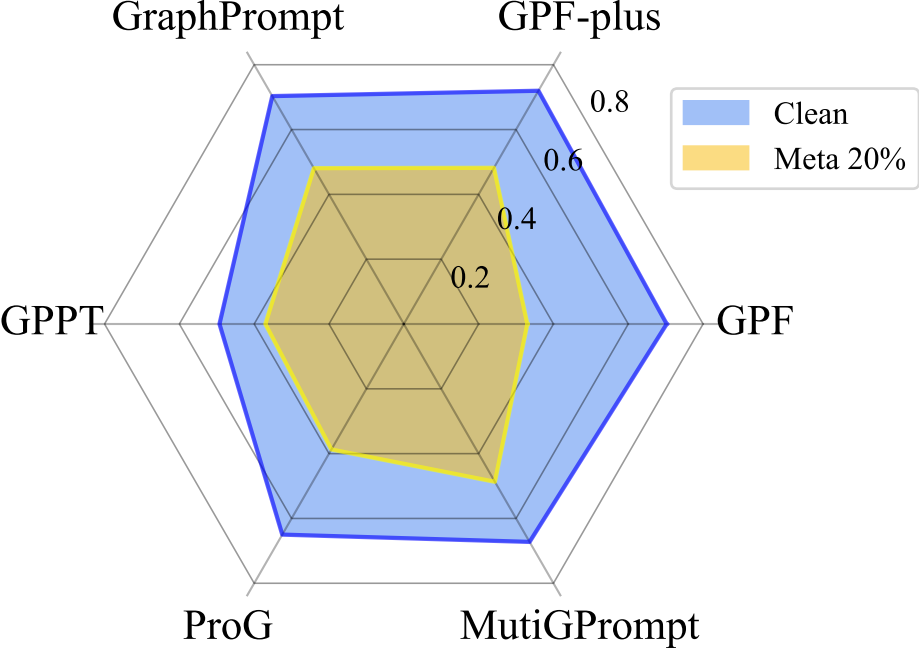 GraphPrompt
GPF-plus
0.8
Clean
0.6
Meta 20%
0.4
0.2
GPPT
GPF
ProG
MutiGPrompt